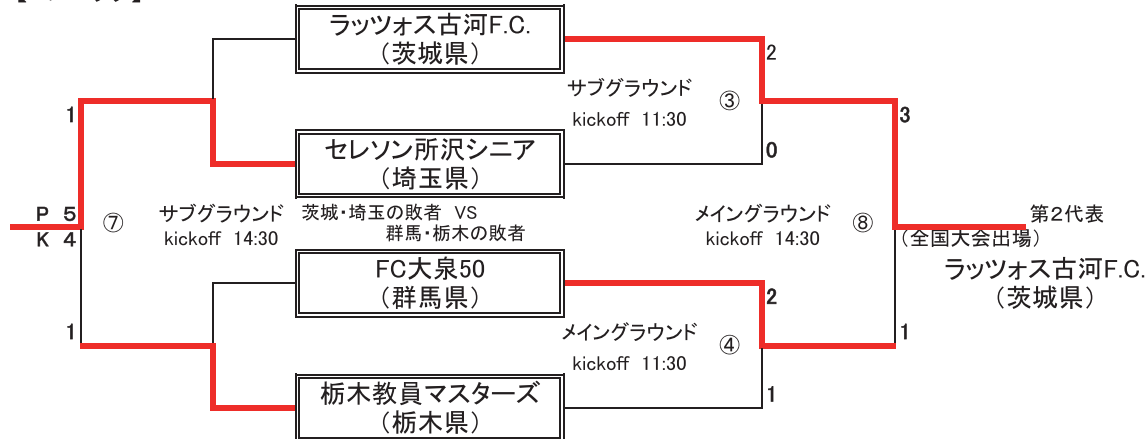 ラッツォス古河F.C.
（茨城県）
2
サブグラウンド
③
kickoff 11:30
1
3
セレソン所沢シニア
（埼玉県）
0
P 5
K 4
⑦
サブグラウンド
kickoff 14:30
茨城・埼玉の敗者 VS
群馬・栃木の敗者
メイングラウンド
kickoff 14:30
⑧
第２代表
（全国大会出場）
ラッツォス古河F.C.
（茨城県）
FC大泉50
（群馬県）
2
1
メイングラウンド
④
kickoff 11:30
1
栃木教員マスターズ
（栃木県）
1